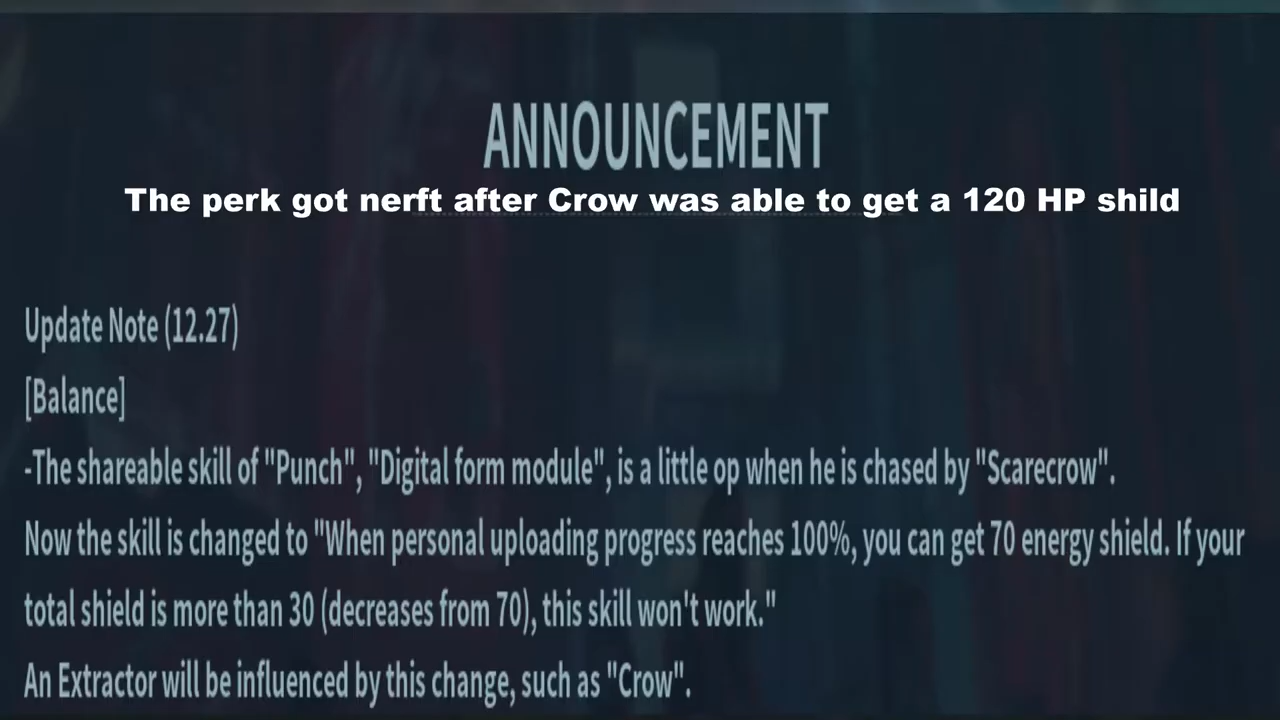 ANNOUNCEMENT
The perk got nerft after Crow was able to get a 120 HP shild
Update Note (12.27)
[Balance]
-The shareable skill of "Punch", "Digital form module", is a little op when he is chased by "Scarecrow".
Now the skill is changed to "When personal uploading progress reaches 100%, you can get 70 energy shield. If your
total shield is more than 30 (decreases from 70), this skill won't work."
An Extractor will be influenced by this change, such as "Crow".